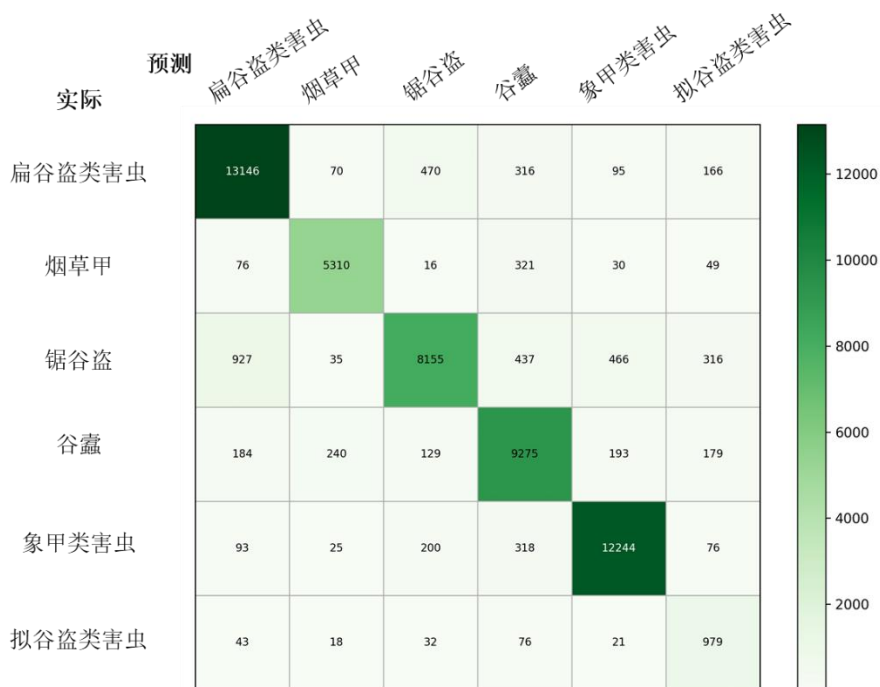 预测
实际
扁谷盗类害虫 烟草甲 锯谷盗 谷蠹 象甲类害虫 拟谷盗类害虫
扁谷盗类害虫 13146 70 470 316 95 166
烟草甲 76 5310 16 321 30 49
锯谷盗 927 35 8155 437 466 316
谷蠹 184 240 129 9275 193 179
象甲类害虫 93 25 200 318 12244 76
拟谷盗类害虫 43 18 32 76 21 979
12000
10000
8000
6000
4000
2000